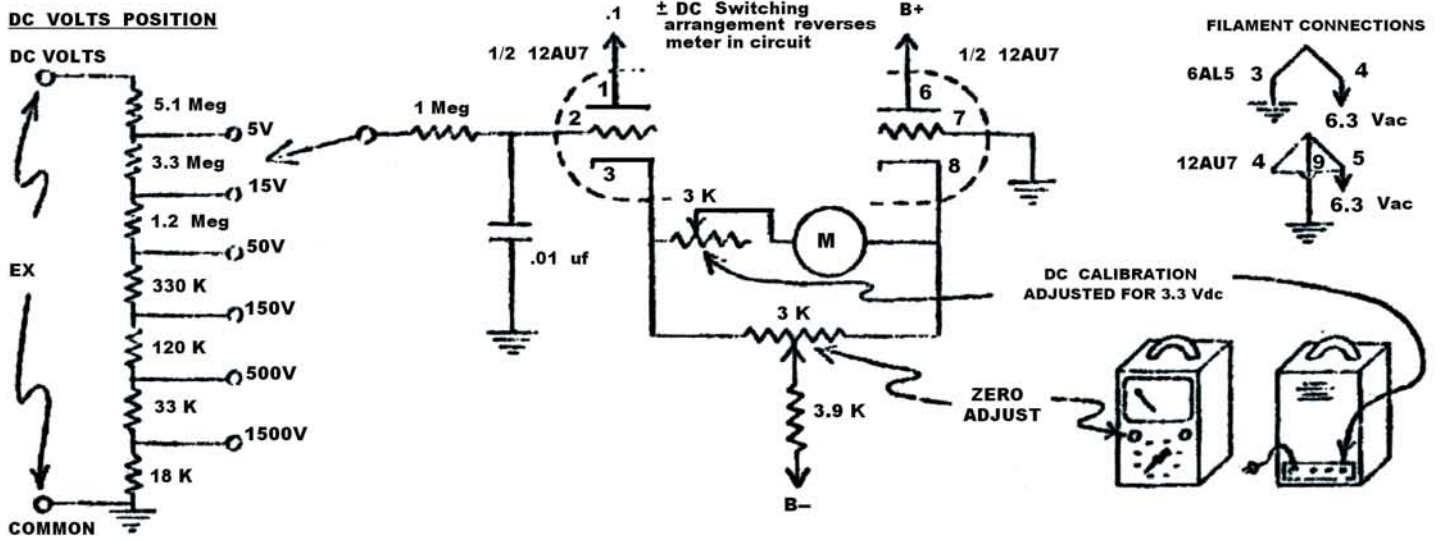 DC VOLTS POSITION
DC VOLTS
5.1 Meg
5V
3.3 Meg
15V
1.2 Meg
50V
330 K
150V
120 K
500V
33 K
1500V
18 K
EX
COMMON
1 Meg
.01 uf
.1
± DC Switching
arrangement reverses
meter in circuit
1/2 12AU7
1
2
3
B+
1/2 12AU7
6
7
8
3 K
M
3 K
3.9 K
B–
DC CALIBRATION
ADJUSTED FOR 3.3 Vdc
ZERO
ADJUST
FILAMENT CONNECTIONS
6AL5 3
4
6.3 Vac
12AU7 4
9
5
6.3 Vac